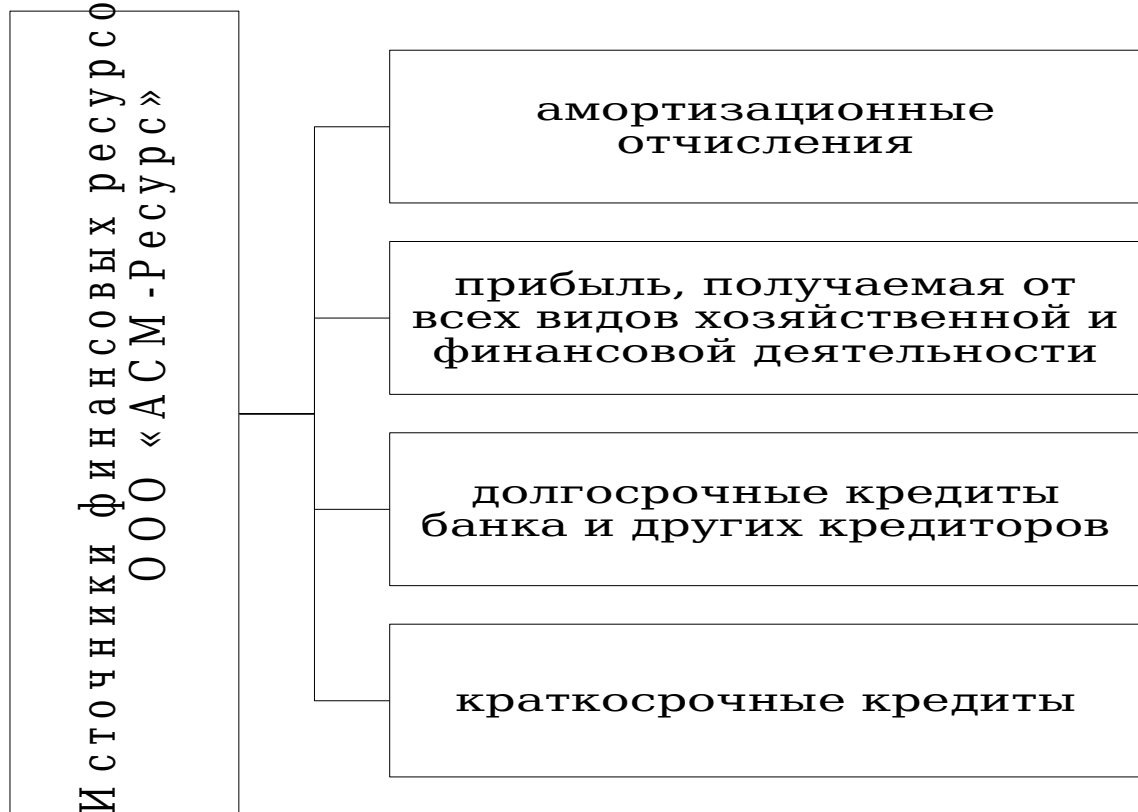 Источники финансовых ресурсо
ООО «АСМ-Ресурс»
амортизационные
отчисления
прибыль, получаемая от
всех видов хозяйственной и
финансовой деятельности
долгосрочные кредиты
банка и других кредиторов
краткосрочные кредиты